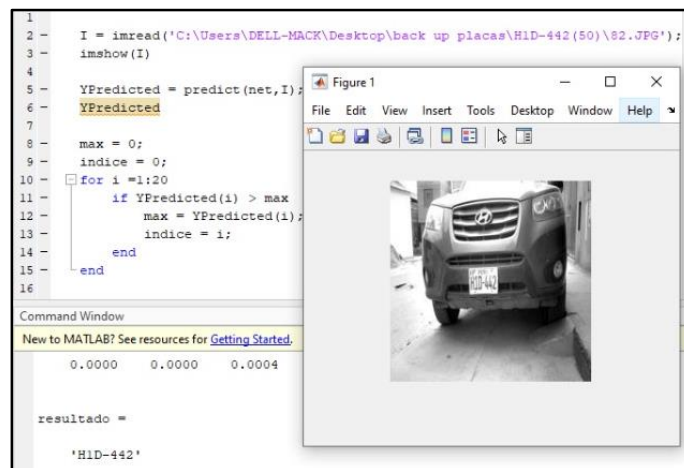 1
2 - I = imread('C:\Users\DELL-MACK\Desktop\back up placas\H1D-442(50)\82.JPG');
3 - imshow(I)
4
5 - YPredicted = predict(net,I);
6 - YPredicted
7
8 - max = 0;
9 - indice = 0;
10 - for i =1:20
11 - if YPredicted(i) > max
12 - max = YPredicted(i);
13 - indice = i;
14 - end
15 - end
16
Figure 1
File Edit View Insert Tools Desktop Window Help
H1D-442
Command Window
New to MATLAB? See resources for Getting Started.
0.0000 0.0000 0.0004
resultado =
'H1D-442'